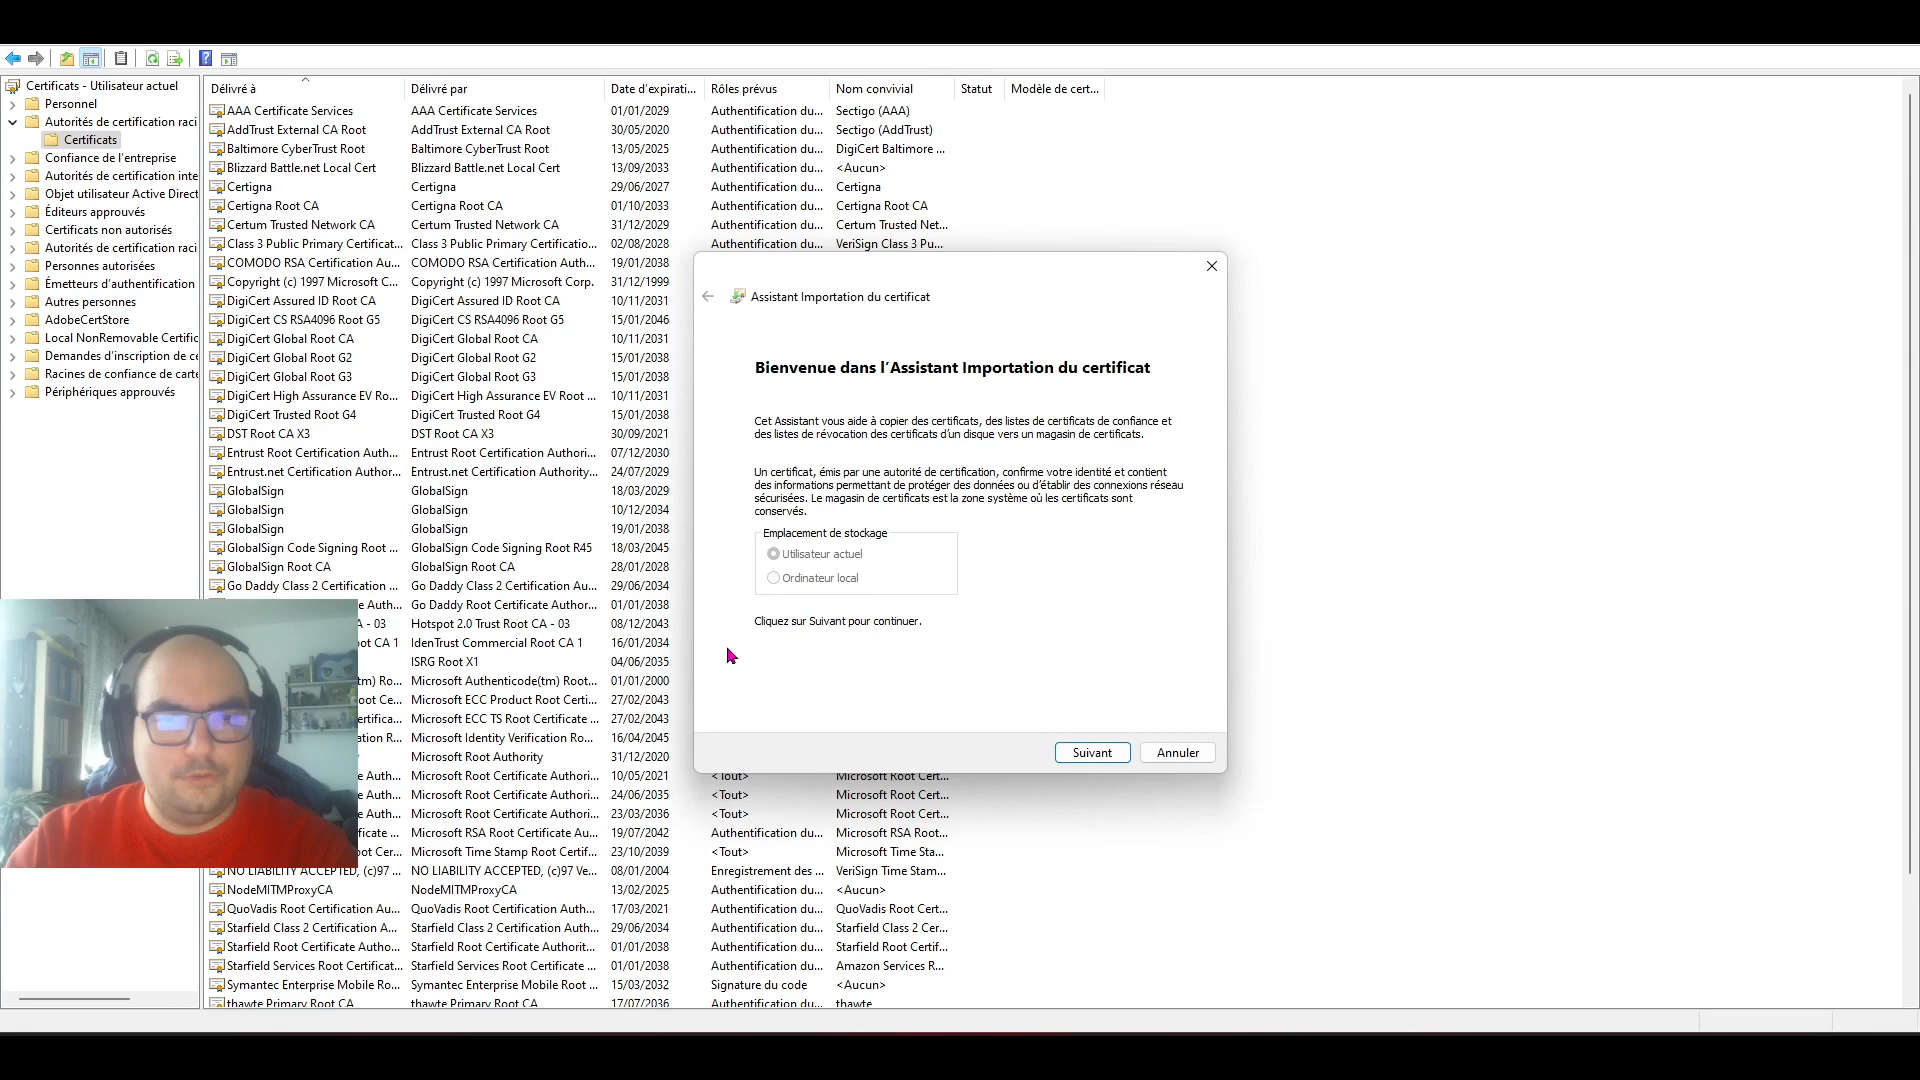 Certificats - Utilisateur actuel
Personnel
Autorités de certification raci
Certificats
Confiance de l'entreprise
Autorités de certification inte
Objet utilisateur Active Direct
Éditeurs approuvés
Certificats non autorisés
Autorités de certification raci
Personnes autorisées
Émetteurs d'authentification
Autres personnes
AdobeCertStore
Local NonRemovable Certific
Demandes d'inscription de ce
Racines de confiance de carte
Périphériques approuvés
Délivré à Délivré par Date d'expirati... Rôles prévus Nom convivial Statut Modèle de cert...
AAA Certificate Services AAA Certificate Services 01/01/2029 Authentification du... Sectigo (AAA)
AddTrust External CA Root AddTrust External CA Root 30/05/2020 Authentification du... Sectigo (AddTrust)
Baltimore CyberTrust Root Baltimore CyberTrust Root 13/05/2025 Authentification du... DigiCert Baltimore ...
Blizzard Battle.net Local Cert Blizzard Battle.net Local Cert 13/09/2033 Authentification du... <Aucun>
Certigna Certigna 29/06/2027 Authentification du... Certigna
Certigna Root CA Certigna Root CA 01/10/2033 Authentification du... Certigna Root CA
Certum Trusted Network CA Certum Trusted Network CA 31/12/2029 Authentification du... Certum Trusted Net...
Class 3 Public Primary Certificat... Class 3 Public Primary Certificatio... 02/08/2028 Authentification du... VeriSign Class 3 Pu...
COMODO RSA Certification Au... COMODO RSA Certification Auth... 19/01/2038
Copyright (c) 1997 Microsoft C... Copyright (c) 1997 Microsoft Corp. 31/12/1999
DigiCert Assured ID Root CA DigiCert Assured ID Root CA 10/11/2031
DigiCert CS RSA4096 Root G5 DigiCert CS RSA4096 Root G5 15/01/2046
DigiCert Global Root CA DigiCert Global Root CA 10/11/2031
DigiCert Global Root G2 DigiCert Global Root G2 15/01/2038
DigiCert Global Root G3 DigiCert Global Root G3 15/01/2038
DigiCert High Assurance EV Ro... DigiCert High Assurance EV Root ... 10/11/2031
DigiCert Trusted Root G4 DigiCert Trusted Root G4 15/01/2038
DST Root CA X3 DST Root CA X3 30/09/2021
Entrust Root Certification Auth... Entrust Root Certification Authori... 07/12/2030
Entrust.net Certification Author... Entrust.net Certification Authority... 24/07/2029
GlobalSign GlobalSign 18/03/2029
GlobalSign GlobalSign 10/12/2034
GlobalSign GlobalSign 19/01/2038
GlobalSign Code Signing Root ... GlobalSign Code Signing Root R45 18/03/2045
GlobalSign Root CA GlobalSign Root CA 28/01/2028
Go Daddy Class 2 Certification ... Go Daddy Class 2 Certification Au... 29/06/2034
e Auth... Go Daddy Root Certificate Author... 01/01/2038
A - 03 Hotspot 2.0 Trust Root CA - 03 08/12/2043
ot CA 1 IdenTrust Commercial Root CA 1 16/01/2034
ISRG Root X1 04/06/2035
tm) Ro... Microsoft Authenticode(tm) Root... 01/01/2000
oot Ce... Microsoft ECC Product Root Certi... 27/02/2043
ertifica... Microsoft ECC TS Root Certificate ... 27/02/2043
ation R... Microsoft Identity Verification Ro... 16/04/2045
Microsoft Root Authority 31/12/2020
e Auth... Microsoft Root Certificate Authori... 10/05/2021 <Tout> Microsoft Root Cert...
e Auth... Microsoft Root Certificate Authori... 24/06/2035 <Tout> Microsoft Root Cert...
e Auth... Microsoft Root Certificate Authori... 23/03/2036 <Tout> Microsoft Root Cert...
ficate ... Microsoft RSA Root Certificate Au... 19/07/2042 Authentification du... Microsoft RSA Root...
ot Cer... Microsoft Time Stamp Root Certif... 23/10/2039 <Tout> Microsoft Time Sta...
NO LIABILITY ACCEPTED, (c)97 ... NO LIABILITY ACCEPTED, (c)97 Ve... 08/01/2004 Enregistrement des ... VeriSign Time Stam...
NodeMITMProxyCA NodeMITMProxyCA 13/02/2025 Authentification du... <Aucun>
QuoVadis Root Certification Au... QuoVadis Root Certification Auth... 17/03/2021 Authentification du... QuoVadis Root Cert...
Starfield Class 2 Certification A... Starfield Class 2 Certification Auth... 29/06/2034 Authentification du... Starfield Class 2 Cer...
Starfield Root Certificate Autho... Starfield Root Certificate Authorit... 01/01/2038 Authentification du... Starfield Root Certif...
Starfield Services Root Certificat... Starfield Services Root Certificate ... 01/01/2038 Authentification du... Amazon Services R...
Symantec Enterprise Mobile Ro... Symantec Enterprise Mobile Root ... 15/03/2032 Signature du code <Aucun>
thawte Primary Root CA thawte Primary Root CA 17/07/2036 Authentification du... thawte
Assistant Importation du certificat
Bienvenue dans l'Assistant Importation du certificat
Cet Assistant vous aide à copier des certificats, des listes de certificats de confiance et
des listes de révocation des certificats d'un disque vers un magasin de certificats.
Un certificat, émis par une autorité de certification, confirme votre identité et contient
des informations permettant de protéger des données ou d'établir des connexions réseau
sécurisées. Le magasin de certificats est la zone système où les certificats sont
conservés.
Emplacement de stockage
Utilisateur actuel
Ordinateur local
Cliquez sur Suivant pour continuer.
Suivant Annuler